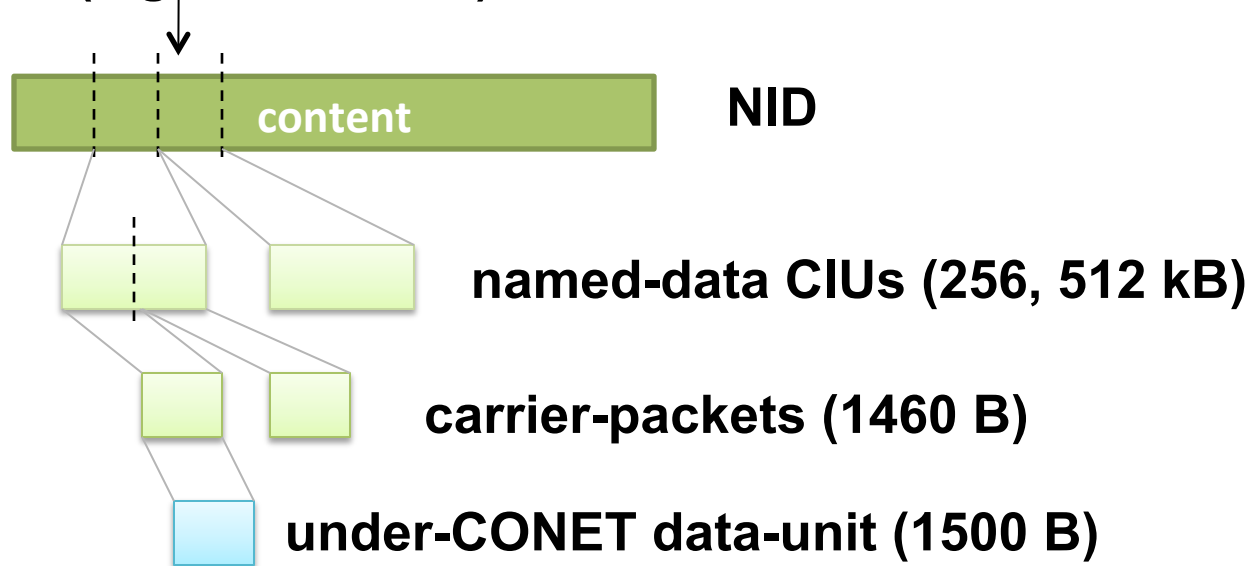 content
NID
named-data CIUs (256, 512 kB)
carrier-packets (1460 B)
under-CONET data-unit (1500 B)